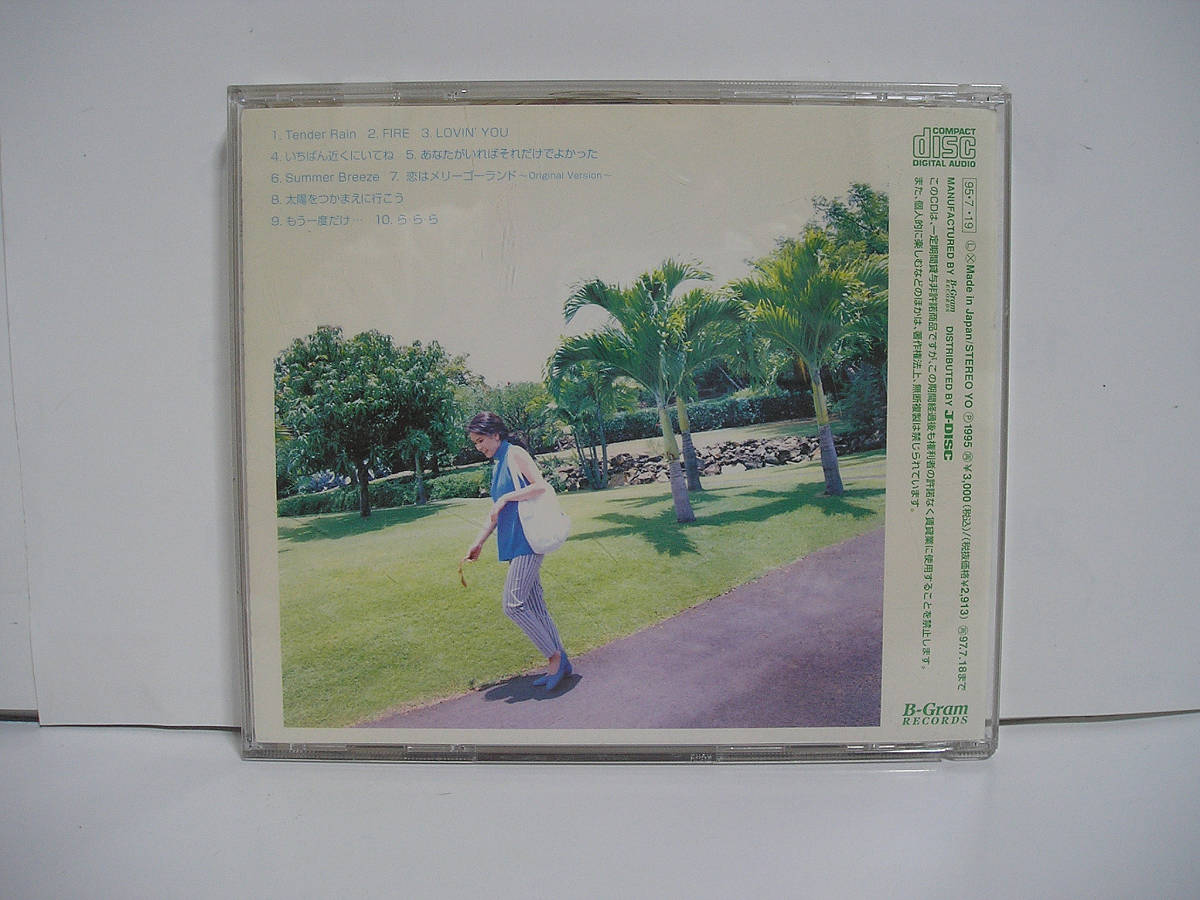 1. Tender Rain 2. FIRE 3. LOVIN' YOU
4. いちばん近くにいてね 5. あなたがいればそれだけでよかった
6. Summer Breeze 7. 恋はメリーゴーランド～Original Version～
8. 太陽をつかまえに行こう
9. もう一度だけ… 10. ら・ら・ら
COMPACT
disc
DIGITAL AUDIO
95・7・19 Ⓛ Made in Japan/STEREO YO Ⓟ1995 ¥3,000(税込)/(税抜価格¥2,913) 97.7.18まで
MANUFACTURED BY B-Gram RECORDS DISTRIBUTED BY J-DISC
このCDは、一定期間貸与非許諾商品ですが、この期間経過後も権利者の許諾なく賃貸業に使用することを禁止します。
また、個人的に楽しむなどのほかは、著作権法上、無断複製は禁じられています。
B-Gram
RECORDS